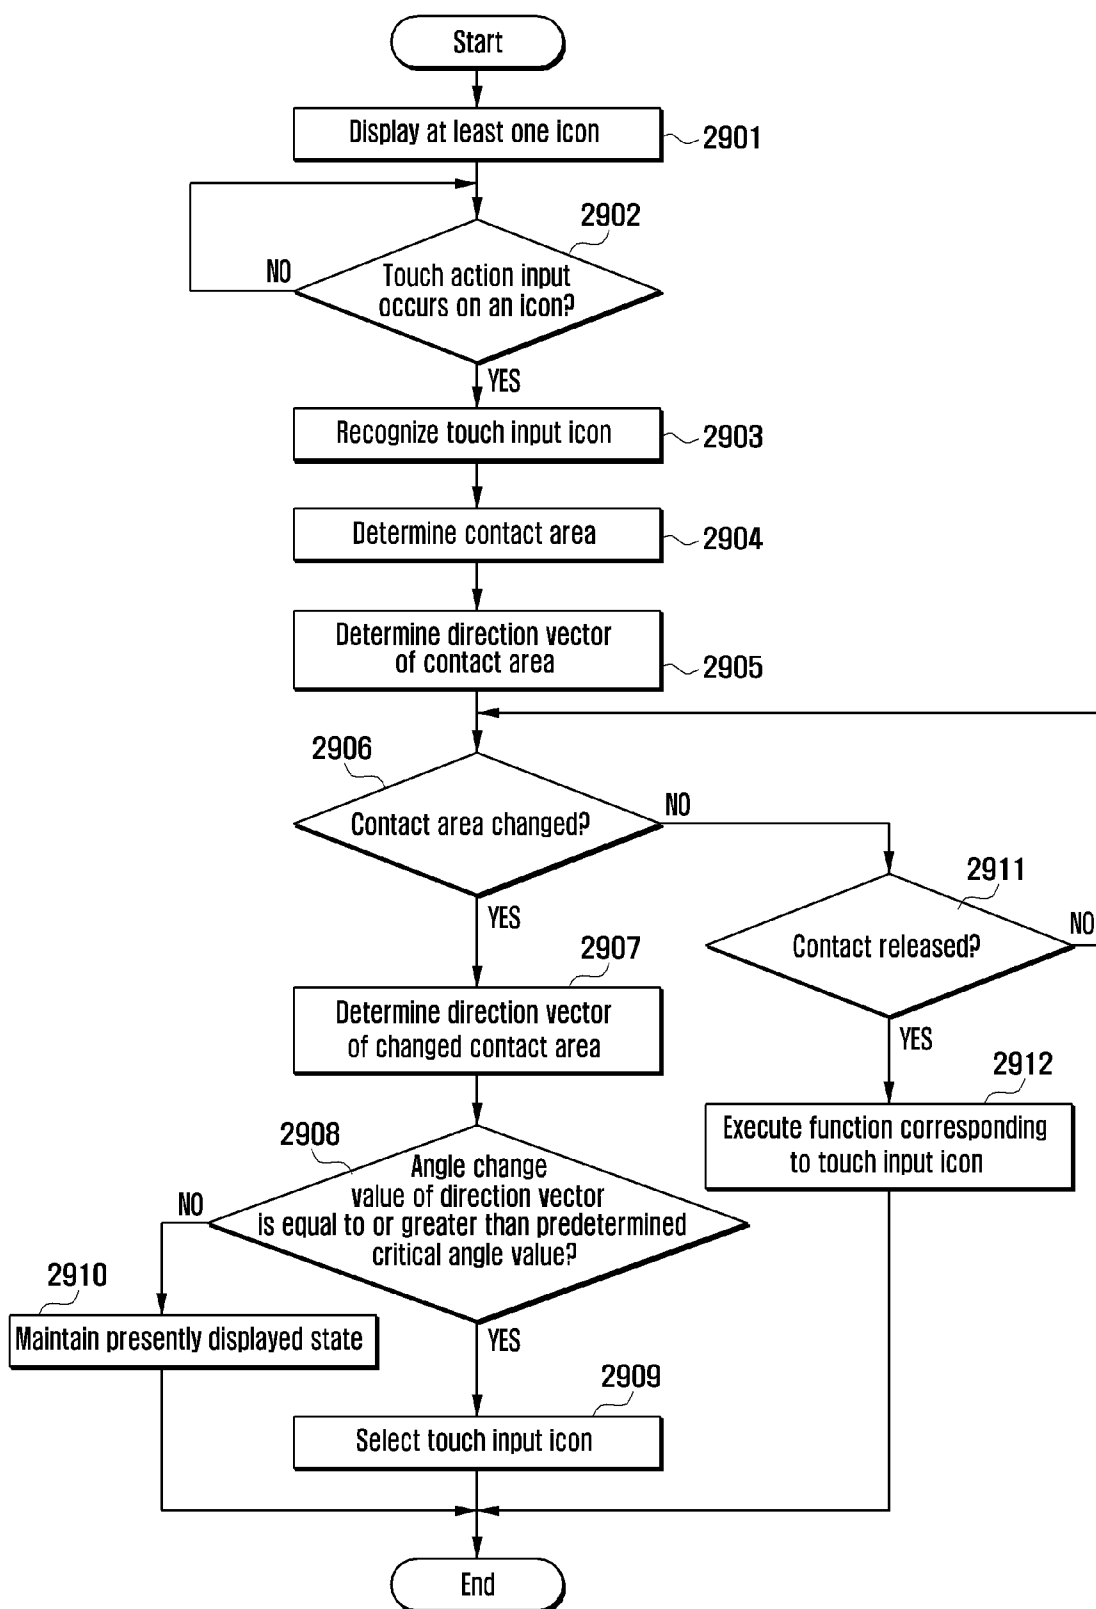 Start
Display at least one icon
2901
2902
NO
Touch action input
occurs on an icon?
YES
Recognize touch input icon
2903
Determine contact area
2904
Determine direction vector
of contact area
2905
2906
Contact area changed?
NO
2911
Contact released?
NO
YES
2907
Determine direction vector
of changed contact area
YES
2912
Execute function corresponding
to touch input icon
2908
Angle change
value of direction vector
is equal to or greater than predetermined
critical angle value?
NO
2910
Maintain presently displayed state
YES
2909
Select touch input icon
End